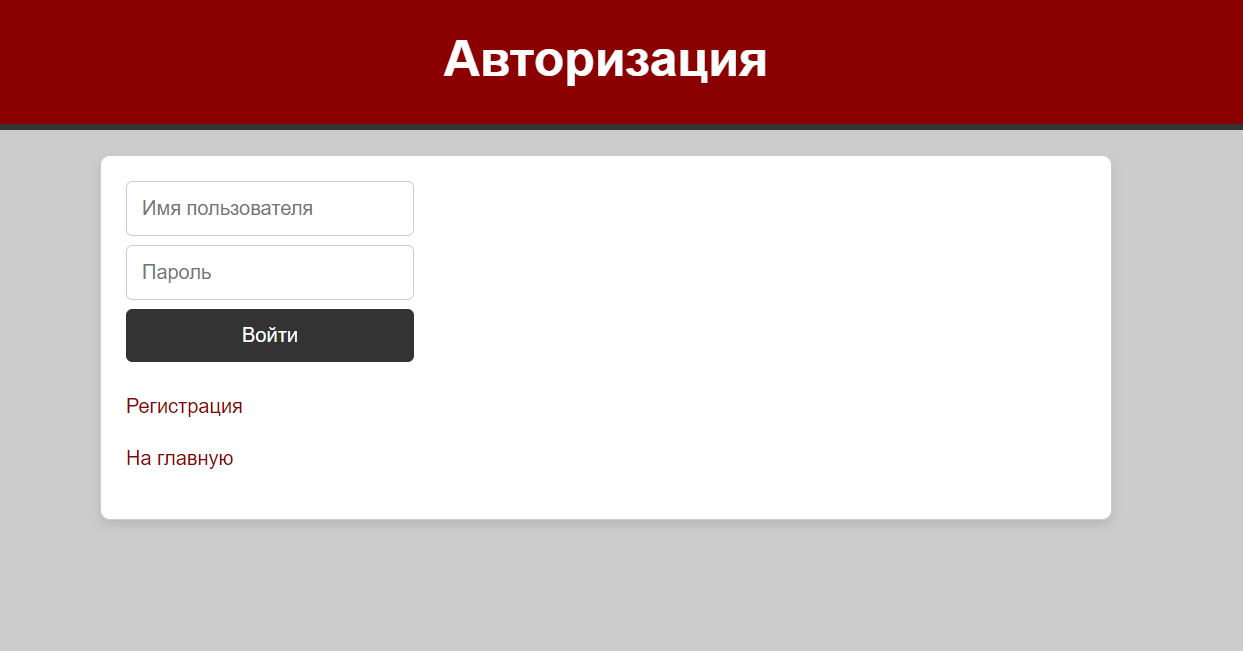 Авторизация
Имя пользователя
Пароль
Войти
Регистрация
На главную